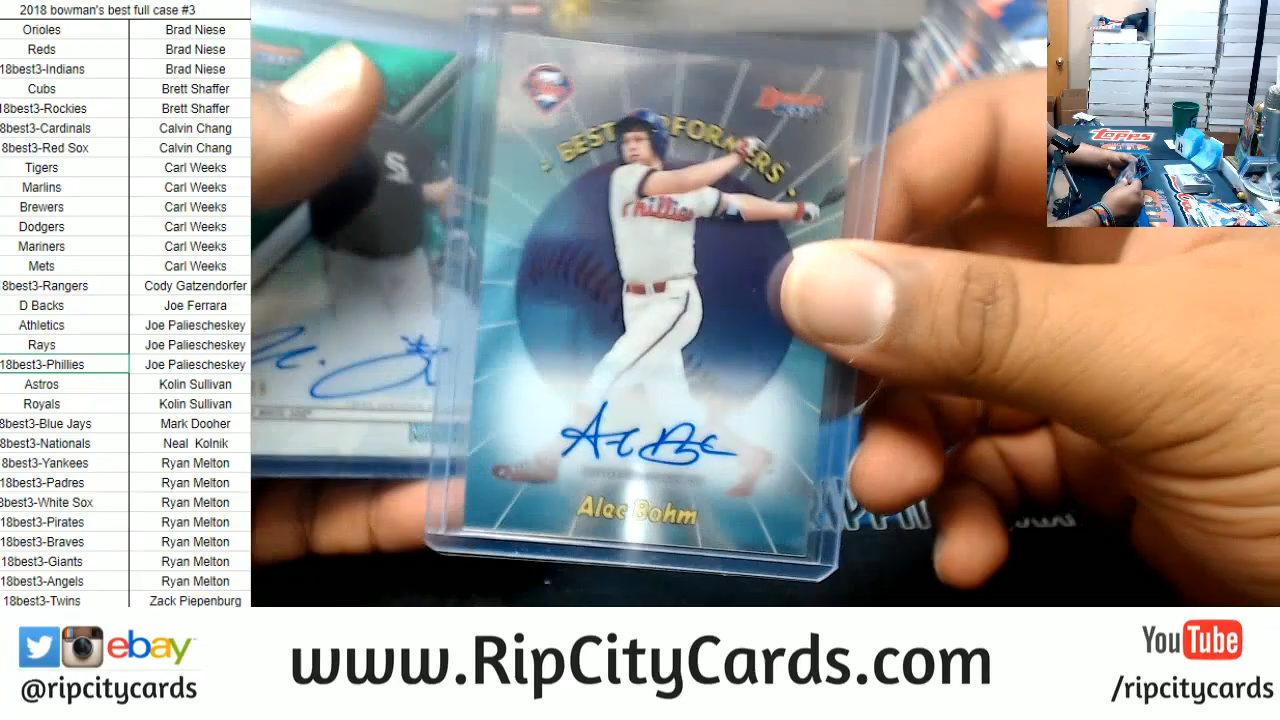 2018 bowman's best full case #3
Orioles Brad Niese
Reds Brad Niese
18best3-Indians Brad Niese
Cubs Brett Shaffer
18best3-Rockies Brett Shaffer
8best3-Cardinals Calvin Chang
8best3-Red Sox Calvin Chang
Tigers Carl Weeks
Marlins Carl Weeks
Brewers Carl Weeks
Dodgers Carl Weeks
Mariners Carl Weeks
Mets Carl Weeks
8best3-Rangers Cody Gatzendorfer
D Backs Joe Ferrara
Athletics Joe Paliescheskey
Rays Joe Paliescheskey
18best3-Phillies Joe Paliescheskey
Astros Kolin Sullivan
Royals Kolin Sullivan
8best3-Blue Jays Mark Dooher
8best3-Nationals Neal Kolnik
8best3-Yankees Ryan Melton
18best3-Padres Ryan Melton
8best3-White Sox Ryan Melton
18best3-Pirates Ryan Melton
18best3-Braves Ryan Melton
18best3-Giants Ryan Melton
18best3-Angels Ryan Melton
18best3-Twins Zack Piepenburg
BEST
Phillies
Alec Bohm
Topps
ebay
@ripcitycards
www.RipCityCards.com
YouTube
/ripcitycards